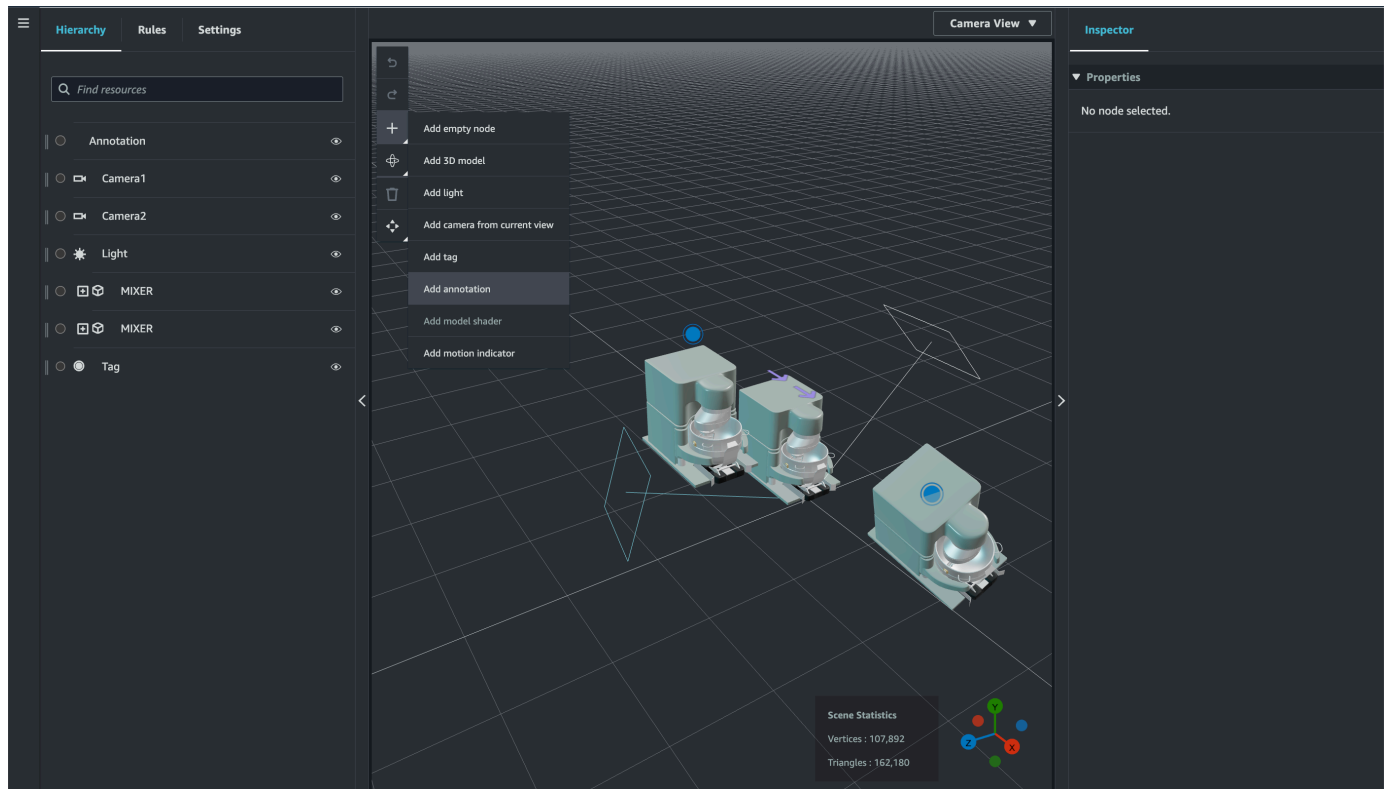 Hierarchy Rules Settings
Camera View ▼
Inspector
Find resources
Properties
No node selected.
Annotation
Camera1
Camera2
Light
MIXER
MIXER
Tag
Add empty node
Add 3D model
Add light
Add camera from current view
Add tag
Add annotation
Add model shader
Add motion indicator
Scene Statistics
Vertices : 107,892
Triangles : 162,180
Y
Z
X